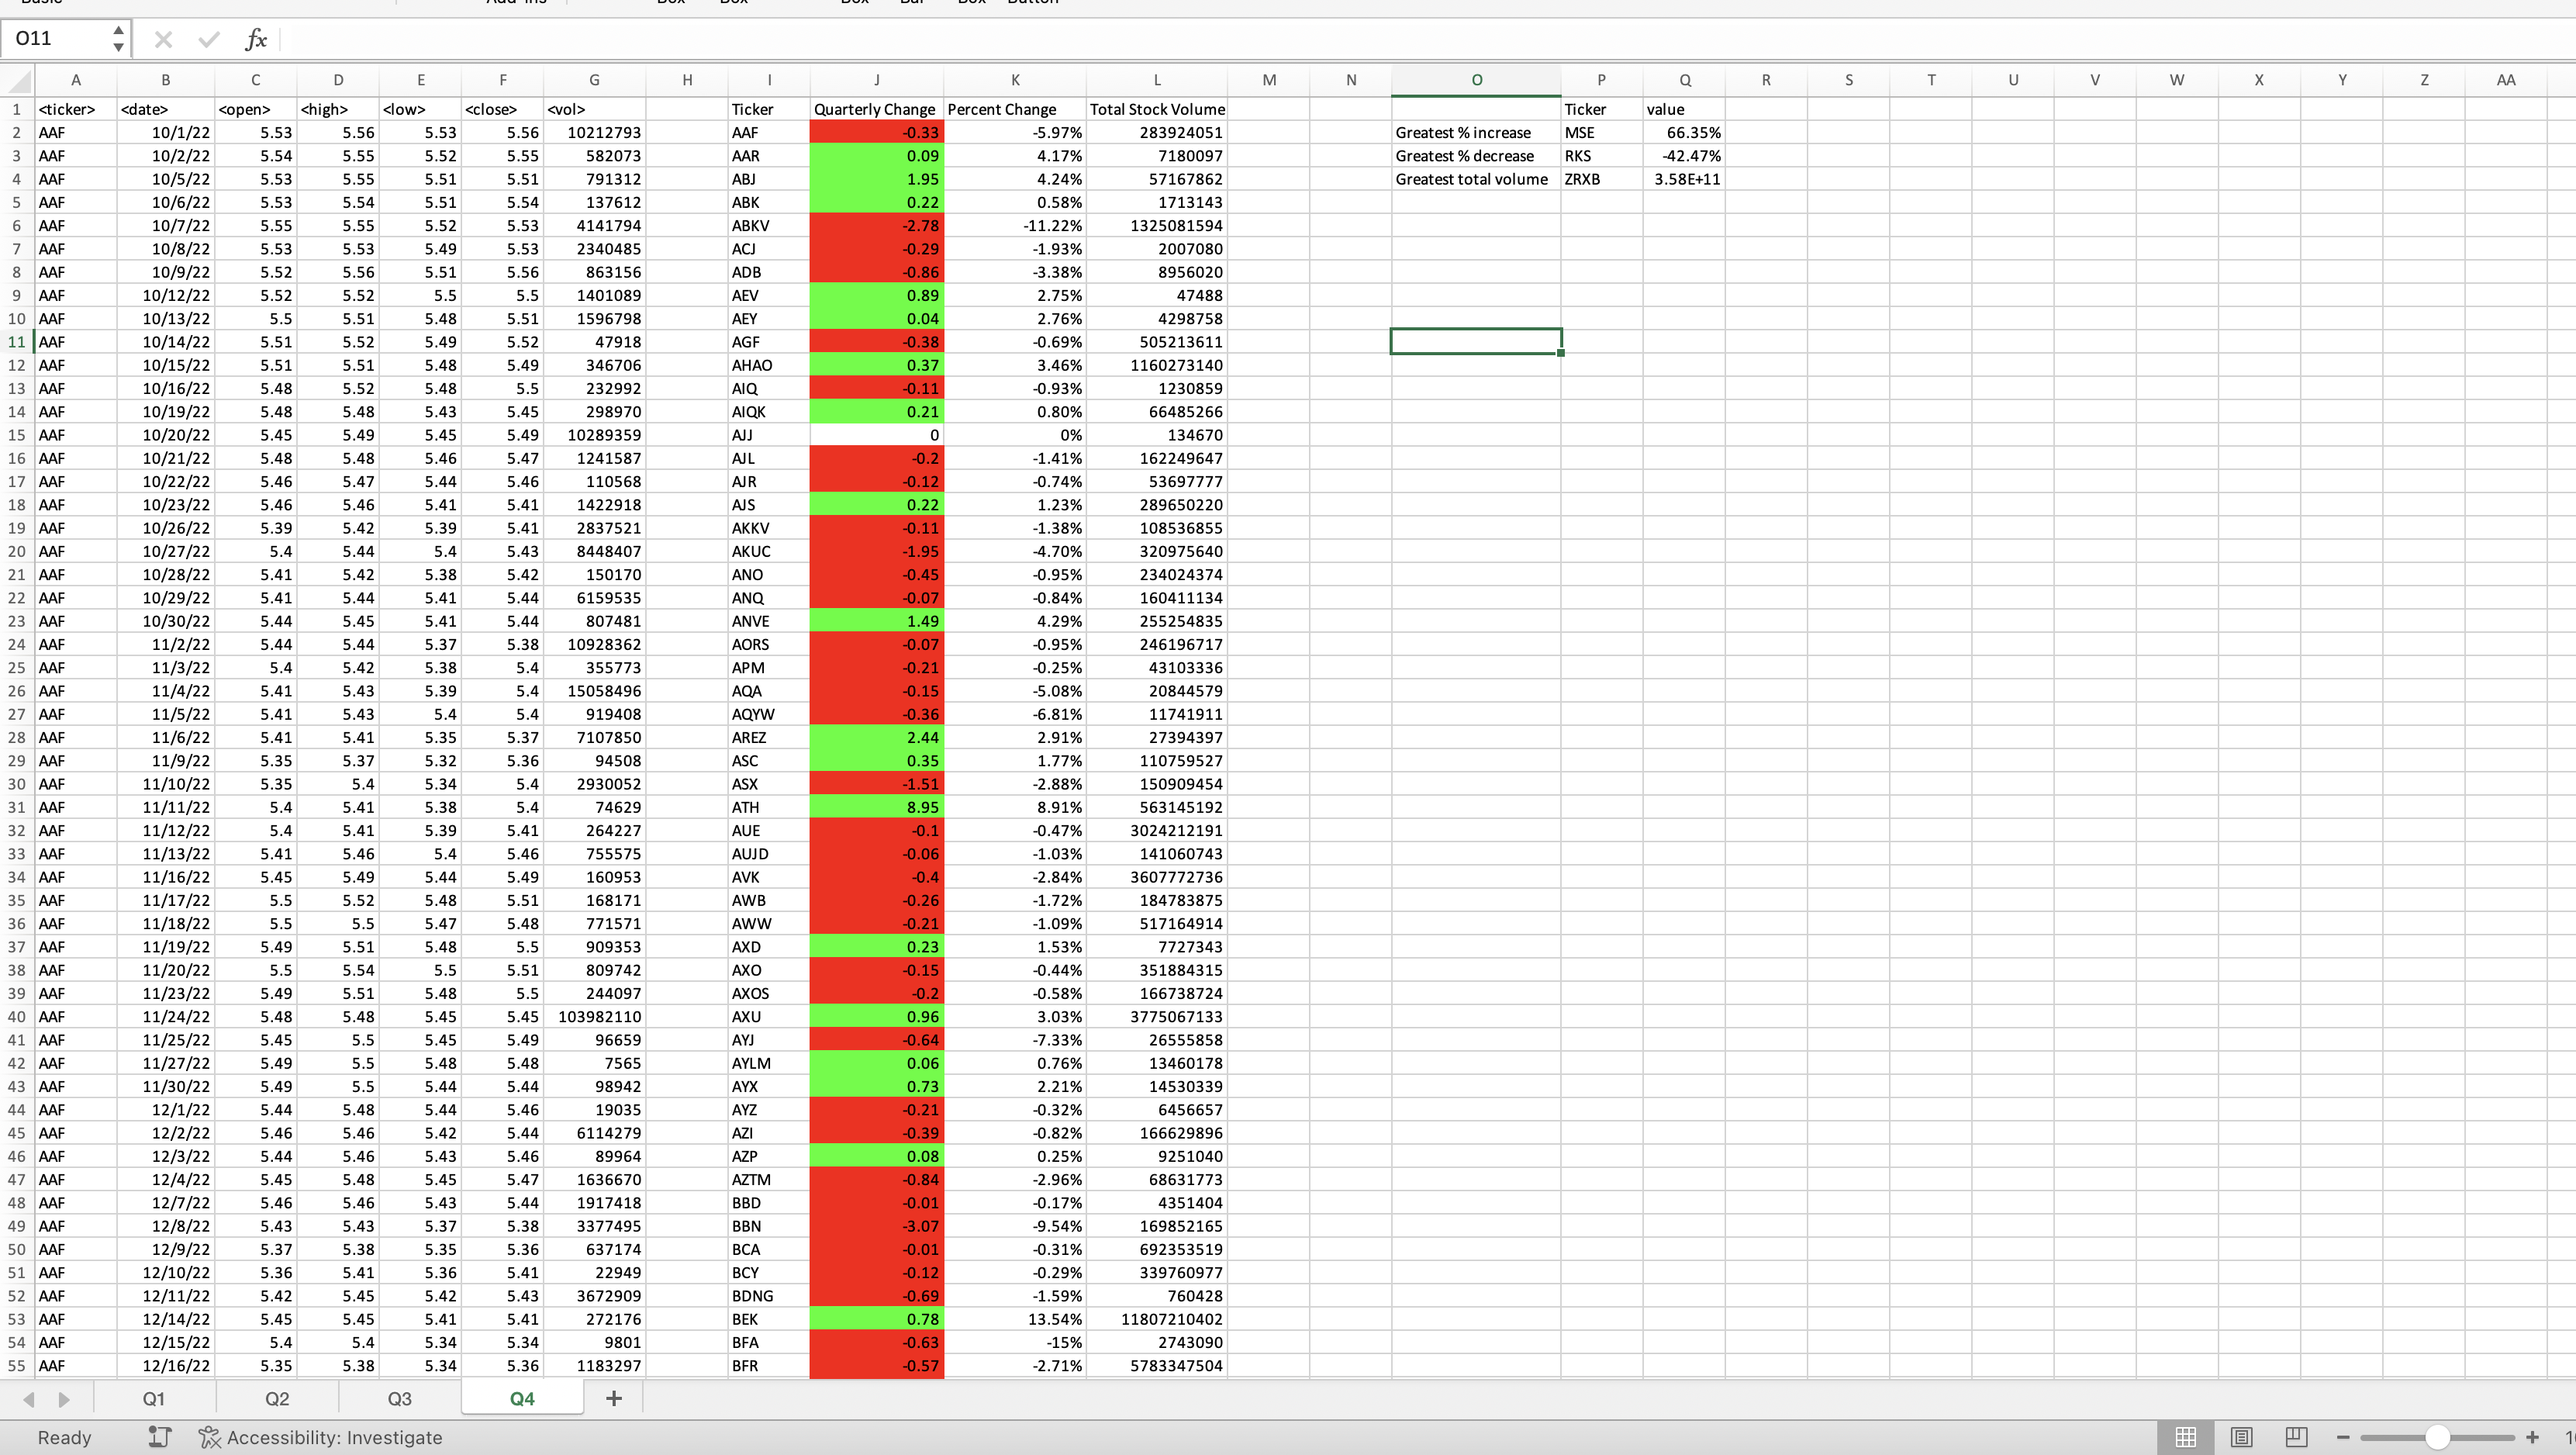 Basic Add-ins Box Box Box Bar Box Button
O11 fx
A B C D E F G H I J K L M N O P Q R S T U V W X Y Z AA
1 <ticker> <date> <open> <high> <low> <close> <vol> Ticker Quarterly Change Percent Change Total Stock Volume Ticker value
2 AAF 10/1/22 5.53 5.56 5.53 5.56 10212793 AAF -0.33 -5.97% 283924051 Greatest % increase MSE 66.35%
3 AAF 10/2/22 5.54 5.55 5.52 5.55 582073 AAR 0.09 4.17% 7180097 Greatest % decrease RKS -42.47%
4 AAF 10/5/22 5.53 5.55 5.51 5.51 791312 ABJ 1.95 4.24% 57167862 Greatest total volume ZRXB 3.58E+11
5 AAF 10/6/22 5.53 5.54 5.51 5.54 137612 ABK 0.22 0.58% 1713143
6 AAF 10/7/22 5.55 5.55 5.52 5.53 4141794 ABKV -2.78 -11.22% 1325081594
7 AAF 10/8/22 5.53 5.53 5.49 5.53 2340485 ACJ -0.29 -1.93% 2007080
8 AAF 10/9/22 5.52 5.56 5.51 5.56 863156 ADB -0.86 -3.38% 8956020
9 AAF 10/12/22 5.52 5.52 5.5 5.5 1401089 AEV 0.89 2.75% 47488
10 AAF 10/13/22 5.5 5.51 5.48 5.51 1596798 AEY 0.04 2.76% 4298758
11 AAF 10/14/22 5.51 5.52 5.49 5.52 47918 AGF -0.38 -0.69% 505213611
12 AAF 10/15/22 5.51 5.51 5.48 5.49 346706 AHAO 0.37 3.46% 1160273140
13 AAF 10/16/22 5.48 5.52 5.48 5.5 232992 AIQ -0.11 -0.93% 1230859
14 AAF 10/19/22 5.48 5.48 5.43 5.45 298970 AIQK 0.21 0.80% 66485266
15 AAF 10/20/22 5.45 5.49 5.45 5.49 10289359 AJJ 0 0% 134670
16 AAF 10/21/22 5.48 5.48 5.46 5.47 1241587 AJL -0.2 -1.41% 162249647
17 AAF 10/22/22 5.46 5.47 5.44 5.46 110568 AJR -0.12 -0.74% 53697777
18 AAF 10/23/22 5.46 5.46 5.41 5.41 1422918 AJS 0.22 1.23% 289650220
19 AAF 10/26/22 5.39 5.42 5.39 5.41 2837521 AKKV -0.11 -1.38% 108536855
20 AAF 10/27/22 5.4 5.44 5.4 5.43 8448407 AKUC -1.95 -4.70% 320975640
21 AAF 10/28/22 5.41 5.42 5.38 5.42 150170 ANO -0.45 -0.95% 234024374
22 AAF 10/29/22 5.41 5.44 5.41 5.44 6159535 ANQ -0.07 -0.84% 160411134
23 AAF 10/30/22 5.44 5.45 5.41 5.44 807481 ANVE 1.49 4.29% 255254835
24 AAF 11/2/22 5.44 5.44 5.37 5.38 10928362 AORS -0.07 -0.95% 246196717
25 AAF 11/3/22 5.4 5.42 5.38 5.4 355773 APM -0.21 -0.25% 43103336
26 AAF 11/4/22 5.41 5.43 5.39 5.4 15058496 AQA -0.15 -5.08% 20844579
27 AAF 11/5/22 5.41 5.43 5.4 5.4 919408 AQYW -0.36 -6.81% 11741911
28 AAF 11/6/22 5.41 5.41 5.35 5.37 7107850 AREZ 2.44 2.91% 27394397
29 AAF 11/9/22 5.35 5.37 5.32 5.36 94508 ASC 0.35 1.77% 110759527
30 AAF 11/10/22 5.35 5.4 5.34 5.4 2930052 ASX -1.51 -2.88% 150909454
31 AAF 11/11/22 5.4 5.41 5.38 5.4 74629 ATH 8.95 8.91% 563145192
32 AAF 11/12/22 5.4 5.41 5.39 5.41 264227 AUE -0.1 -0.47% 3024212191
33 AAF 11/13/22 5.41 5.46 5.4 5.46 755575 AUJD -0.06 -1.03% 141060743
34 AAF 11/16/22 5.45 5.49 5.44 5.49 160953 AVK -0.4 -2.84% 3607772736
35 AAF 11/17/22 5.5 5.52 5.48 5.51 168171 AWB -0.26 -1.72% 184783875
36 AAF 11/18/22 5.5 5.5 5.47 5.48 771571 AWW -0.21 -1.09% 517164914
37 AAF 11/19/22 5.49 5.51 5.48 5.5 909353 AXD 0.23 1.53% 7727343
38 AAF 11/20/22 5.5 5.54 5.5 5.51 809742 AXO -0.15 -0.44% 351884315
39 AAF 11/23/22 5.49 5.51 5.48 5.5 244097 AXOS -0.2 -0.58% 166738724
40 AAF 11/24/22 5.48 5.48 5.45 5.45 103982110 AXU 0.96 3.03% 3775067133
41 AAF 11/25/22 5.45 5.5 5.45 5.49 96659 AYJ -0.64 -7.33% 26555858
42 AAF 11/27/22 5.49 5.5 5.48 5.48 7565 AYLM 0.06 0.76% 13460178
43 AAF 11/30/22 5.49 5.5 5.44 5.44 98942 AYX 0.73 2.21% 14530339
44 AAF 12/1/22 5.44 5.48 5.44 5.46 19035 AYZ -0.21 -0.32% 6456657
45 AAF 12/2/22 5.46 5.46 5.42 5.44 6114279 AZI -0.39 -0.82% 166629896
46 AAF 12/3/22 5.44 5.46 5.43 5.46 89964 AZP 0.08 0.25% 9251040
47 AAF 12/4/22 5.45 5.48 5.45 5.47 1636670 AZTM -0.84 -2.96% 68631773
48 AAF 12/7/22 5.46 5.46 5.43 5.44 1917418 BBD -0.01 -0.17% 4351404
49 AAF 12/8/22 5.43 5.43 5.37 5.38 3377495 BBN -3.07 -9.54% 169852165
50 AAF 12/9/22 5.37 5.38 5.35 5.36 637174 BCA -0.01 -0.31% 692353519
51 AAF 12/10/22 5.36 5.41 5.36 5.41 22949 BCY -0.12 -0.29% 339760977
52 AAF 12/11/22 5.42 5.45 5.42 5.43 3672909 BDNG -0.69 -1.59% 760428
53 AAF 12/14/22 5.45 5.45 5.41 5.41 272176 BEK 0.78 13.54% 11807210402
54 AAF 12/15/22 5.4 5.4 5.34 5.34 9801 BFA -0.63 -15% 2743090
55 AAF 12/16/22 5.35 5.38 5.34 5.36 1183297 BFR -0.57 -2.71% 5783347504
Q1 Q2 Q3 Q4 +
Ready Accessibility: Investigate